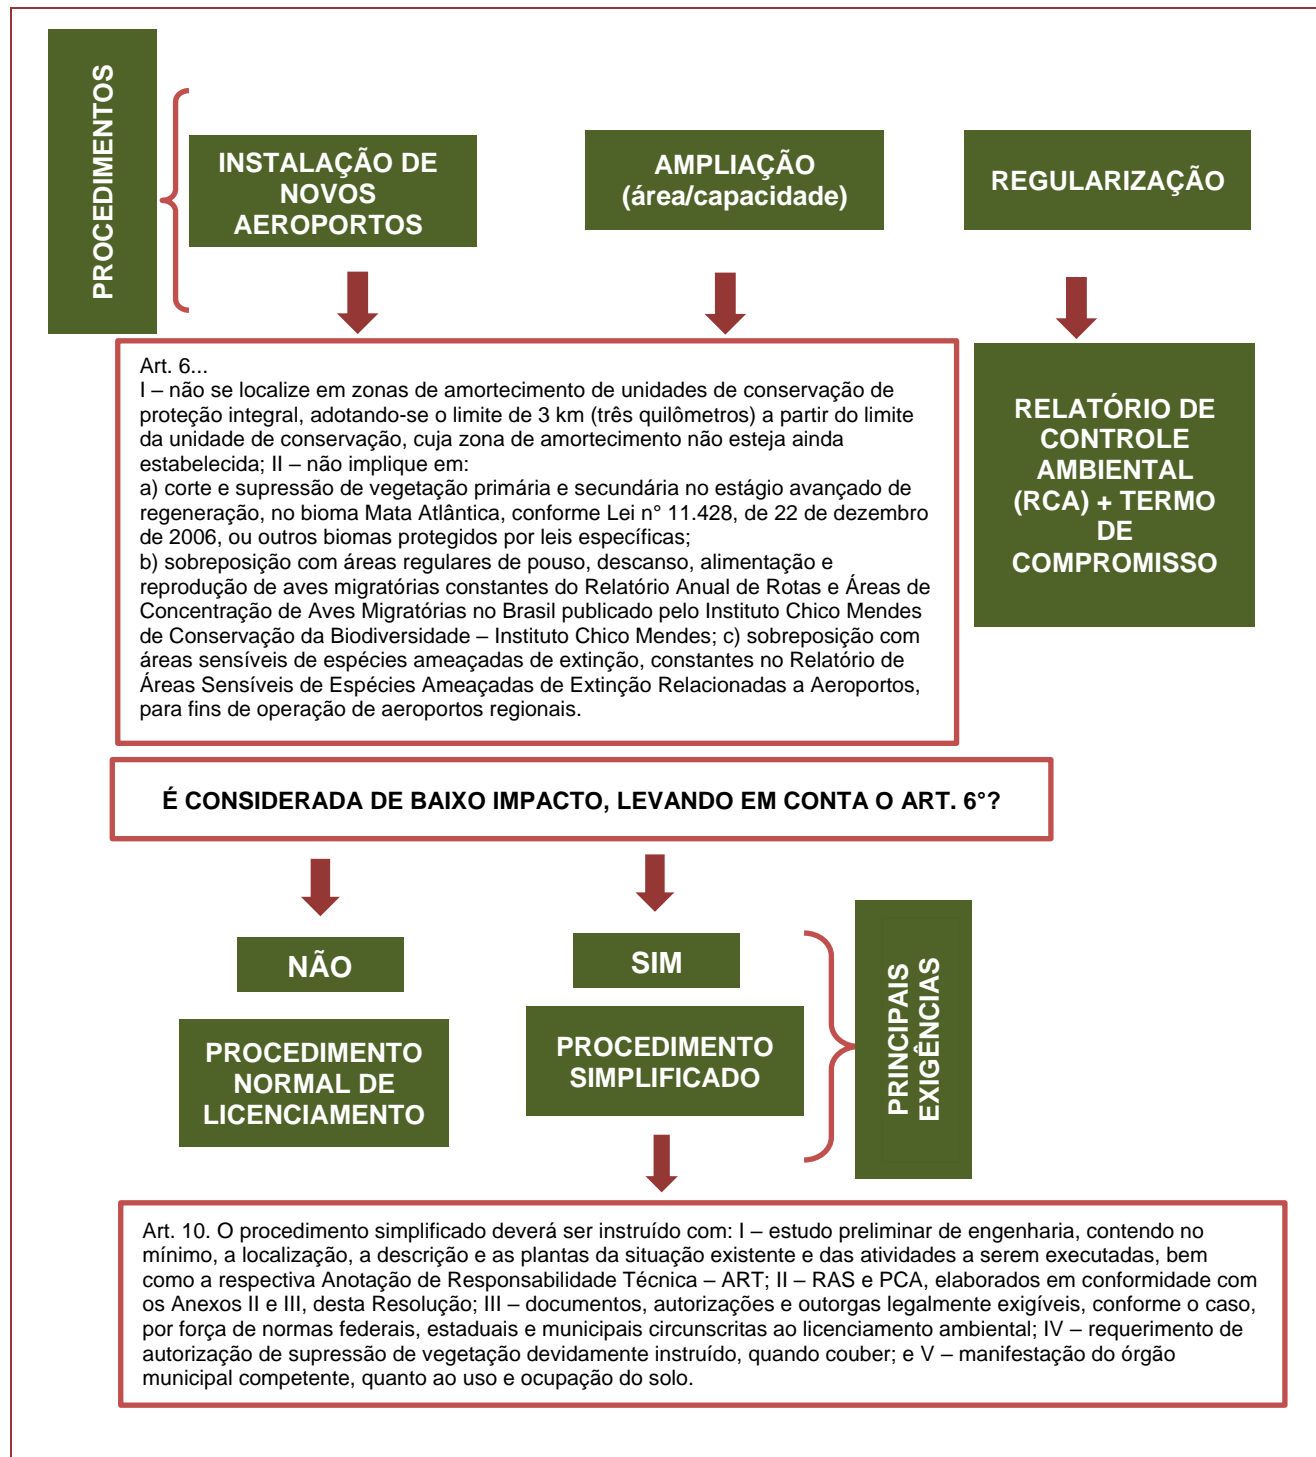 PROCEDIMENTOS
INSTALAÇÃO DE
NOVOS
AEROPORTOS
AMPLIAÇÃO
(área/capacidade)
REGULARIZAÇÃO
Art. 6...
I – não se localize em zonas de amortecimento de unidades de conservação de
proteção integral, adotando-se o limite de 3 km (três quilômetros) a partir do limite
da unidade de conservação, cuja zona de amortecimento não esteja ainda
estabelecida; II – não implique em:
a) corte e supressão de vegetação primária e secundária no estágio avançado de
regeneração, no bioma Mata Atlântica, conforme Lei n° 11.428, de 22 de dezembro
de 2006, ou outros biomas protegidos por leis específicas;
b) sobreposição com áreas regulares de pouso, descanso, alimentação e
reprodução de aves migratórias constantes do Relatório Anual de Rotas e Áreas de
Concentração de Aves Migratórias no Brasil publicado pelo Instituto Chico Mendes
de Conservação da Biodiversidade – Instituto Chico Mendes; c) sobreposição com
áreas sensíveis de espécies ameaçadas de extinção, constantes no Relatório de
Áreas Sensíveis de Espécies Ameaçadas de Extinção Relacionadas a Aeroportos,
para fins de operação de aeroportos regionais.
RELATÓRIO DE
CONTROLE
AMBIENTAL
(RCA) + TERMO
DE
COMPROMISSO
É CONSIDERADA DE BAIXO IMPACTO, LEVANDO EM CONTA O ART. 6°?
NÃO
SIM
PROCEDIMENTO
NORMAL DE
LICENCIAMENTO
PROCEDIMENTO
SIMPLIFICADO
PRINCIPAIS
EXIGÊNCIAS
Art. 10. O procedimento simplificado deverá ser instruído com: I – estudo preliminar de engenharia, contendo no
mínimo, a localização, a descrição e as plantas da situação existente e das atividades a serem executadas, bem
como a respectiva Anotação de Responsabilidade Técnica – ART; II – RAS e PCA, elaborados em conformidade com
os Anexos II e III, desta Resolução; III – documentos, autorizações e outorgas legalmente exigíveis, conforme o caso,
por força de normas federais, estaduais e municipais circunscritas ao licenciamento ambiental; IV – requerimento de
autorização de supressão de vegetação devidamente instruído, quando couber; e V – manifestação do órgão
municipal competente, quanto ao uso e ocupação do solo.